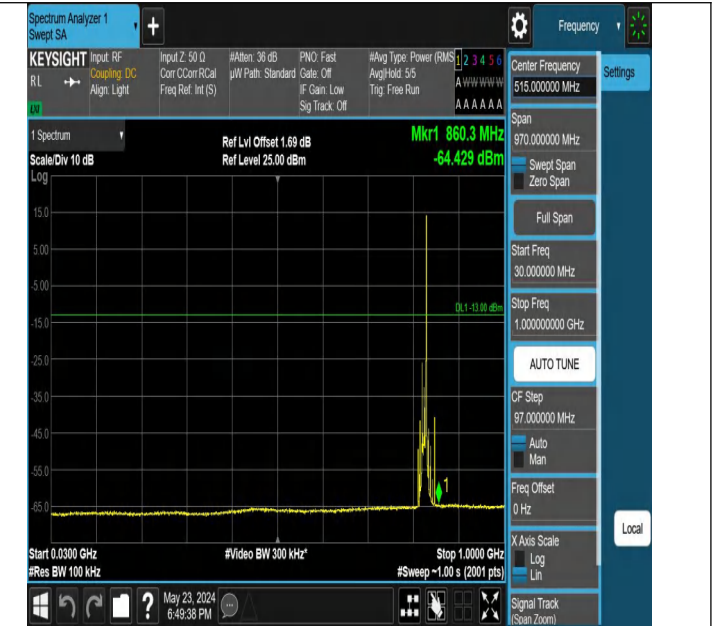 Spectrum Analyzer 1
Swept SA
+
Frequency
KEYSIGHT
RL
LXI
Input: RF
Coupling: DC
Align: Light
Input Z: 50 Ω
Corr CCorr RCal
Freq Ref: Int (S)
#Atten: 36 dB
µW Path: Standard
PNO: Fast
Gate: Off
IF Gain: Low
Sig Track: Off
#Avg Type: Power (RMS
Avg|Hold: 5/5
Trig: Free Run
1 2 3 4 5 6
A W W W W W
A A A A A A
1 Spectrum
Scale/Div 10 dB
Log
Ref Lvl Offset 1.69 dB
Ref Level 25.00 dBm
Mkr1 860.3 MHz
-64.429 dBm
15.0
5.00
-5.00
-15.0
-25.0
-35.0
-45.0
-55.0
-65.0
DL1 -13.00 dBm
1
Start 0.0300 GHz
#Res BW 100 kHz
#Video BW 300 kHz*
Stop 1.0000 GHz
#Sweep ~1.00 s (2001 pts)
?
May 23, 2024
6:49:38 PM
Center Frequency
515.000000 MHz
Settings
Span
970.000000 MHz
Swept Span
Zero Span
Full Span
Start Freq
30.000000 MHz
Stop Freq
1.000000000 GHz
AUTO TUNE
CF Step
97.000000 MHz
Auto
Man
Freq Offset
0 Hz
Local
X Axis Scale
Log
Lin
Signal Track
(Span Zoom)